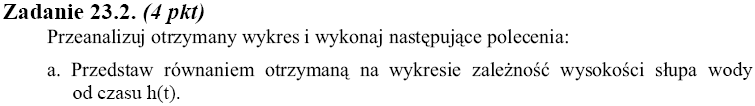 Zadanie 23.2. (4 pkt)
Przeanalizuj otrzymany wykres i wykonaj następujące polecenia:
a. Przedstaw równaniem otrzymaną na wykresie zależność wysokości słupa wody
od czasu h(t).